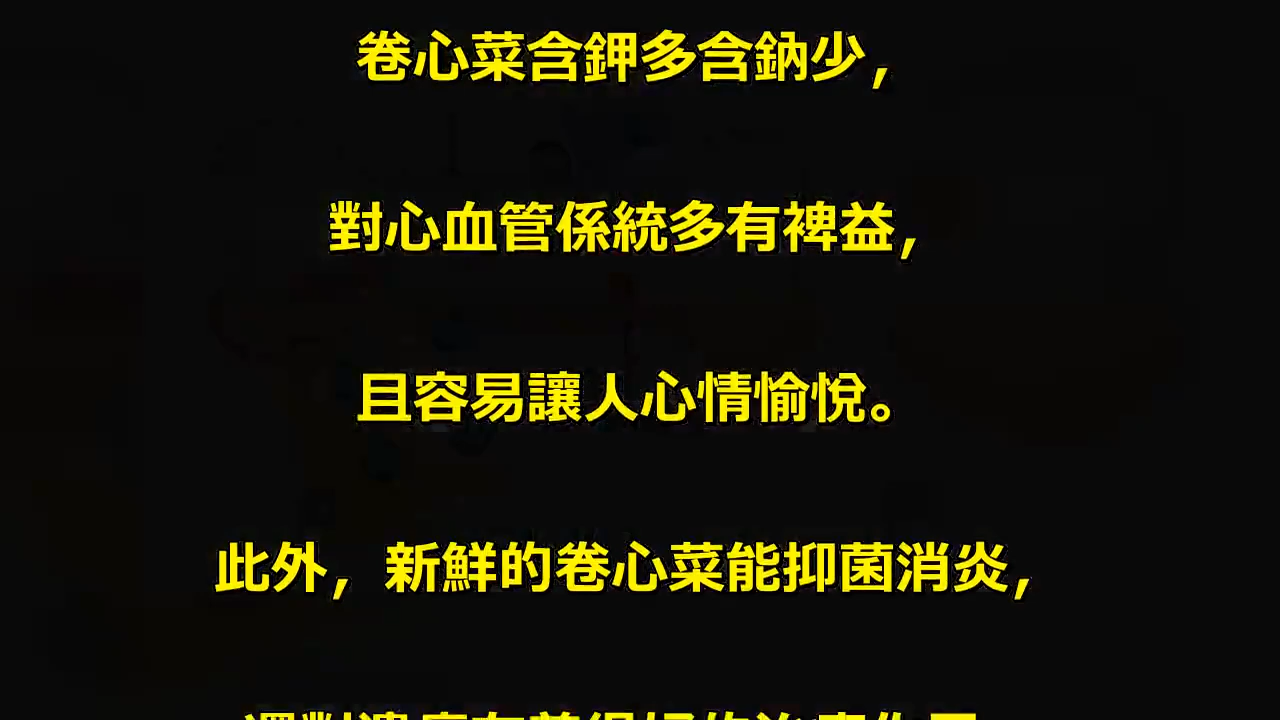 卷心菜含鉀多含鈉少，
對心血管係統多有裨益，
且容易讓人心情愉悅。
此外，新鮮的卷心菜能抑菌消炎，